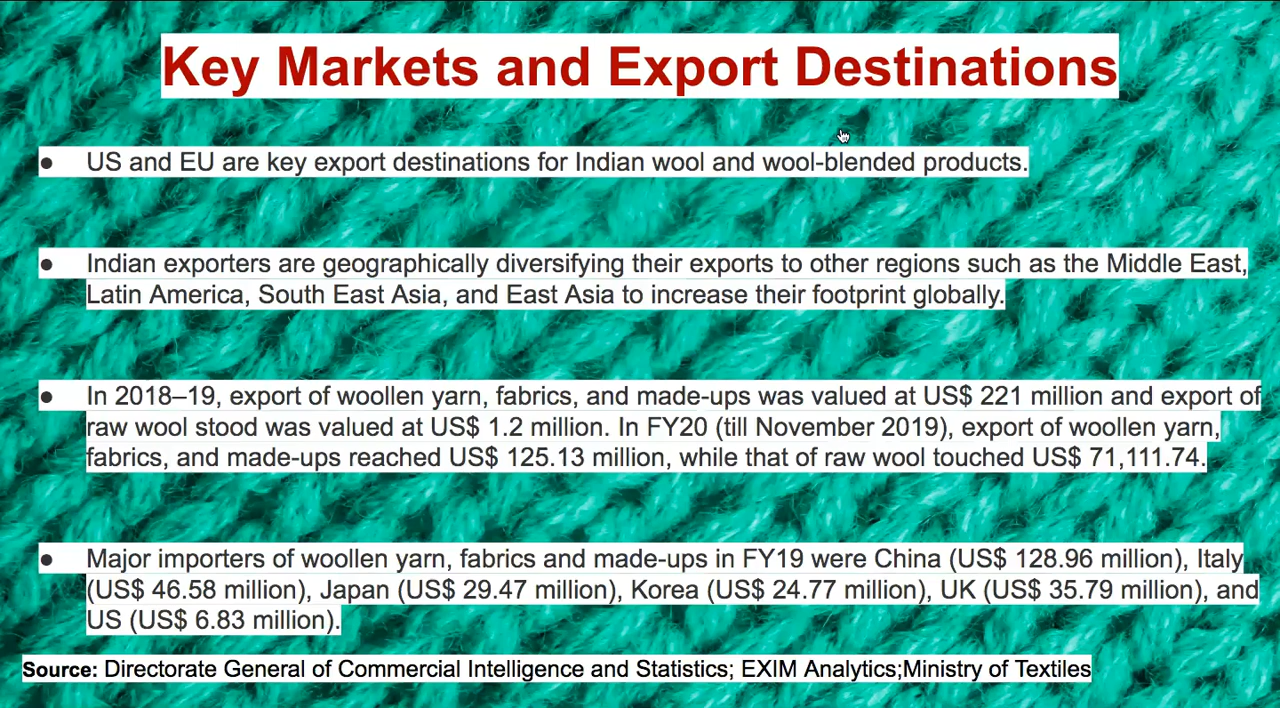 Key Markets and Export Destinations
● US and EU are key export destinations for Indian wool and wool-blended products.
● Indian exporters are geographically diversifying their exports to other regions such as the Middle East,
Latin America, South East Asia, and East Asia to increase their footprint globally.
● In 2018–19, export of woollen yarn, fabrics, and made-ups was valued at US$ 221 million and export of
raw wool stood was valued at US$ 1.2 million. In FY20 (till November 2019), export of woollen yarn,
fabrics, and made-ups reached US$ 125.13 million, while that of raw wool touched US$ 71,111.74.
● Major importers of woollen yarn, fabrics and made-ups in FY19 were China (US$ 128.96 million), Italy
(US$ 46.58 million), Japan (US$ 29.47 million), Korea (US$ 24.77 million), UK (US$ 35.79 million), and
US (US$ 6.83 million).
Source: Directorate General of Commercial Intelligence and Statistics; EXIM Analytics;Ministry of Textiles